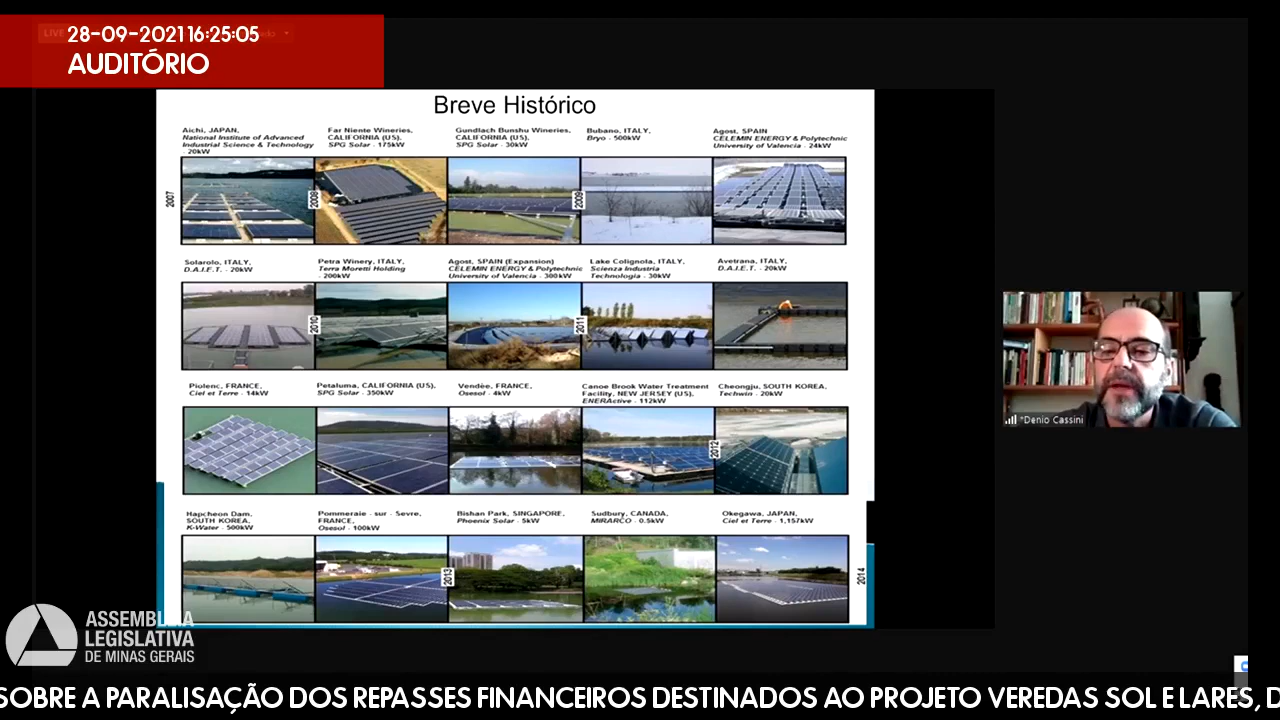 LIVE
28-09-2021 16:25:05
AUDITÓRIO
Breve Histórico
Aichi, JAPAN,
National Institute of Advanced
Industrial Science & Technology
- 20kW
Far Niente Wineries,
CALIFORNIA (US),
SPG Solar - 175kW
Gundlach Bunshu Wineries,
CALIFORNIA (US),
SPG Solar - 30kW
Bubano, ITALY,
Bryo - 500kW
Agost, SPAIN
CELEMIN ENERGY & Polytechnic
University of Valencia - 24kW
2007
2008
2009
Solarolo, ITALY,
D.A.I.E.T. - 20kW
Petra Winery, ITALY,
Terra Moretti Holding
- 200kW
Agost, SPAIN (Expansion)
CELEMIN ENERGY & Polytechnic
University of Valencia - 300kW
Lake Colignola, ITALY,
Scienza Industria
Technologia - 30kW
Avetrana, ITALY,
D.A.I.E.T. - 20kW
2010
2011
Piolenc, FRANCE,
Ciel et Terre - 14kW
Petaluma, CALIFORNIA (US),
SPG Solar - 350kW
Vendée, FRANCE,
Osesol - 4kW
Canoe Brook Water Treatment
Facility, NEW JERSEY (US),
ENERActive - 112kW
Cheongju, SOUTH KOREA,
Techwin - 20kW
2012
Hapcheon Dam,
SOUTH KOREA,
K-Water - 500kW
Pommeraie - sur - Sevre,
FRANCE,
Osesol - 100kW
Bishan Park, SINGAPORE,
Phoenix Solar - 5kW
Sudbury, CANADA,
MIRARCO - 0.5kW
Okegawa, JAPAN,
Ciel et Terre - 1,157kW
2013
2014
*Denio Cassini
ASSEMBLEIA
LEGISLATIVA
DE MINAS GERAIS
SOBRE A PARALISAÇÃO DOS REPASSES FINANCEIROS DESTINADOS AO PROJETO VEREDAS SOL E LARES, D